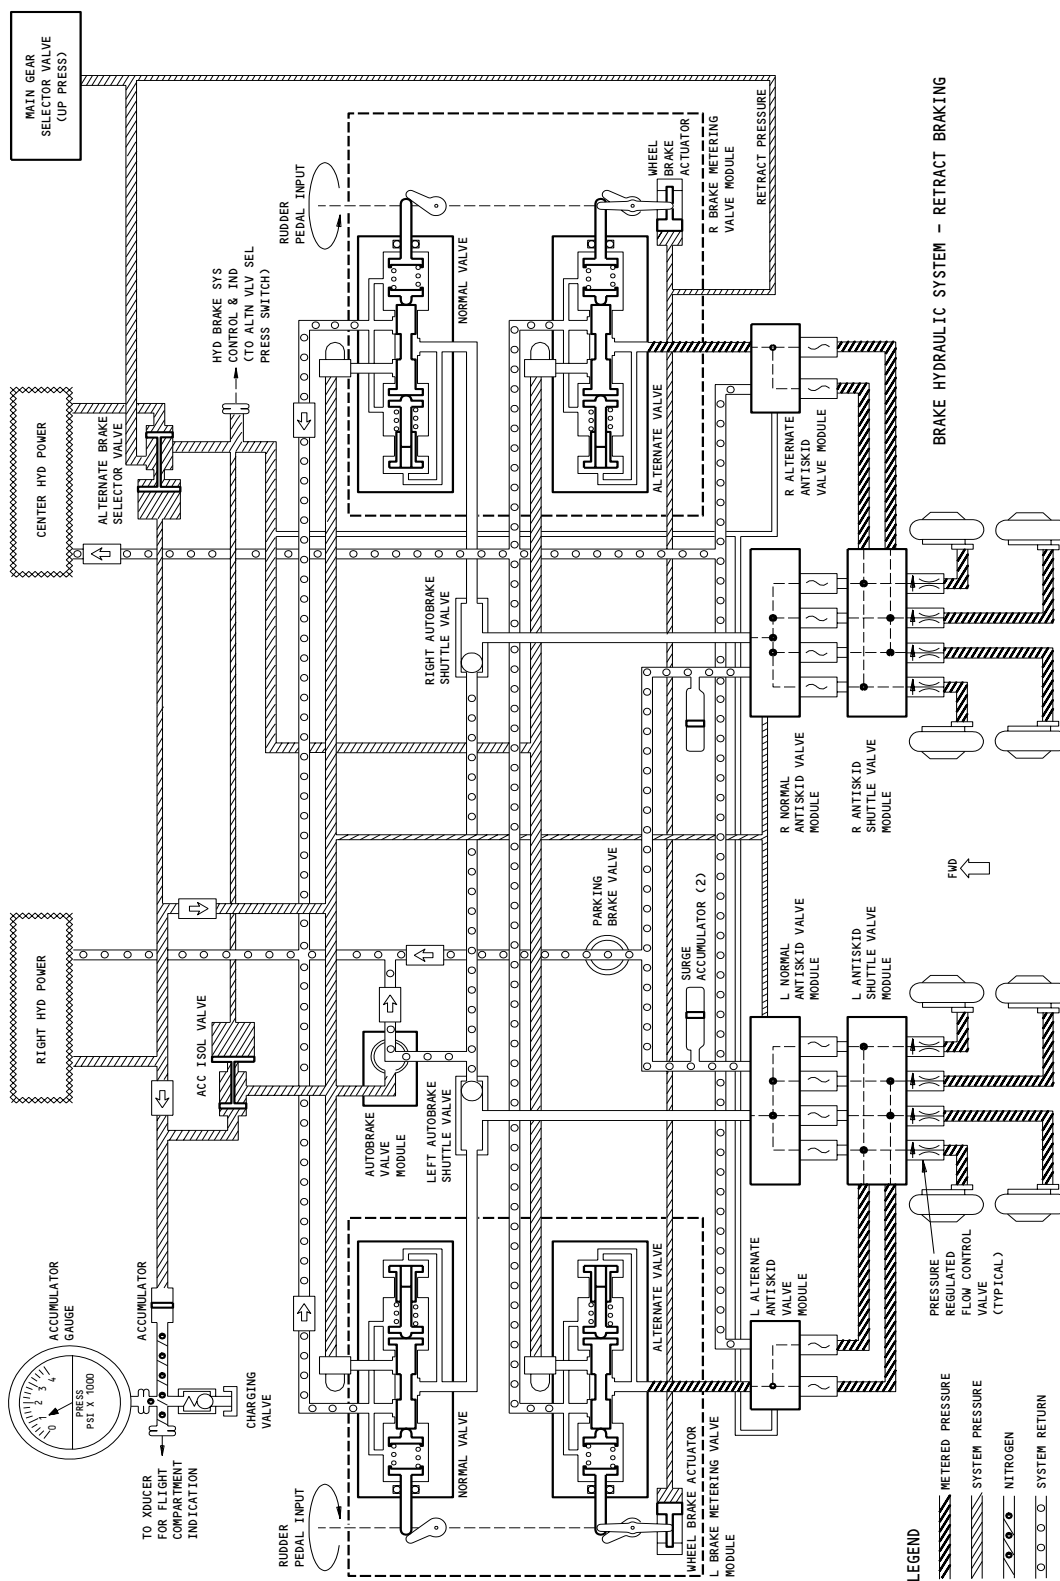 MAIN GEAR
SELECTOR VALVE
(UP PRESS)
CENTER HYD POWER
ALTERNATE BRAKE
SELECTOR VALVE
HYD BRAKE SYS
CONTROL & IND
(TO ALTN VLV SEL
PRESS SWITCH)
RUDDER
PEDAL INPUT
NORMAL VALVE
ALTERNATE VALVE
WHEEL
BRAKE
ACTUATOR
R BRAKE METERING
VALVE MODULE
RETRACT PRESSURE
BRAKE HYDRAULIC SYSTEM - RETRACT BRAKING
R ALTERNATE
ANTISKID
VALVE MODULE
RIGHT AUTOBRAKE
SHUTTLE VALVE
R NORMAL
ANTISKID VALVE
MODULE
R ANTISKID
SHUTTLE VALVE
MODULE
FWD
RIGHT HYD POWER
ACC ISOL VALVE
PARKING
BRAKE VALVE
SURGE
ACCUMULATOR (2)
L NORMAL
ANTISKID VALVE
MODULE
L ANTISKID
SHUTTLE VALVE
MODULE
AUTOBRAKE
VALVE
MODULE
LEFT AUTOBRAKE
SHUTTLE VALVE
ACCUMULATOR
GAUGE
0 1 2 3 4
PRESS
PSI X 1000
ACCUMULATOR
CHARGING
VALVE
TO XDUCER
FOR FLIGHT
COMPARTMENT
INDICATION
RUDDER
PEDAL INPUT
NORMAL VALVE
ALTERNATE VALVE
WHEEL BRAKE ACTUATOR
L BRAKE METERING VALVE
MODULE
L ALTERNATE
ANTISKID
VALVE
MODULE
PRESSURE
REGULATED
FLOW CONTROL
VALVE
(TYPICAL)
LEGEND
METERED PRESSURE
SYSTEM PRESSURE
NITROGEN
SYSTEM RETURN